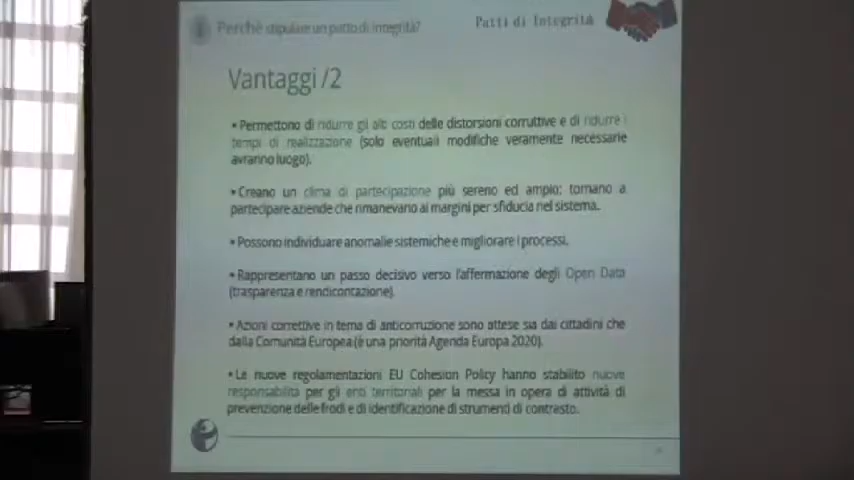 Perchè stipulare un patto di integrità?
Patti di Integrità
Vantaggi /2
• Permettono di ridurre gli alti costi delle distorsioni corruttive e di ridurre i
tempi di realizzazione (solo eventuali modifiche veramente necessarie
avranno luogo).
• Creano un clima di partecipazione più sereno ed ampio: tornano a
partecipare aziende che rimanevano ai margini per sfiducia nel sistema.
• Possono individuare anomalie sistemiche e migliorare i processi.
• Rappresentano un passo decisivo verso l'affermazione degli Open Data
(trasparenza e rendicontazione).
• Azioni correttive in tema di anticorruzione sono attese sia dai cittadini che
dalla Comunità Europea (è una priorità Agenda Europa 2020).
• Le nuove regolamentazioni EU Cohesion Policy hanno stabilito nuove
responsabilità per gli enti territoriali per la messa in opera di attività di
prevenzione delle frodi e di identificazione di strumenti di contrasto.